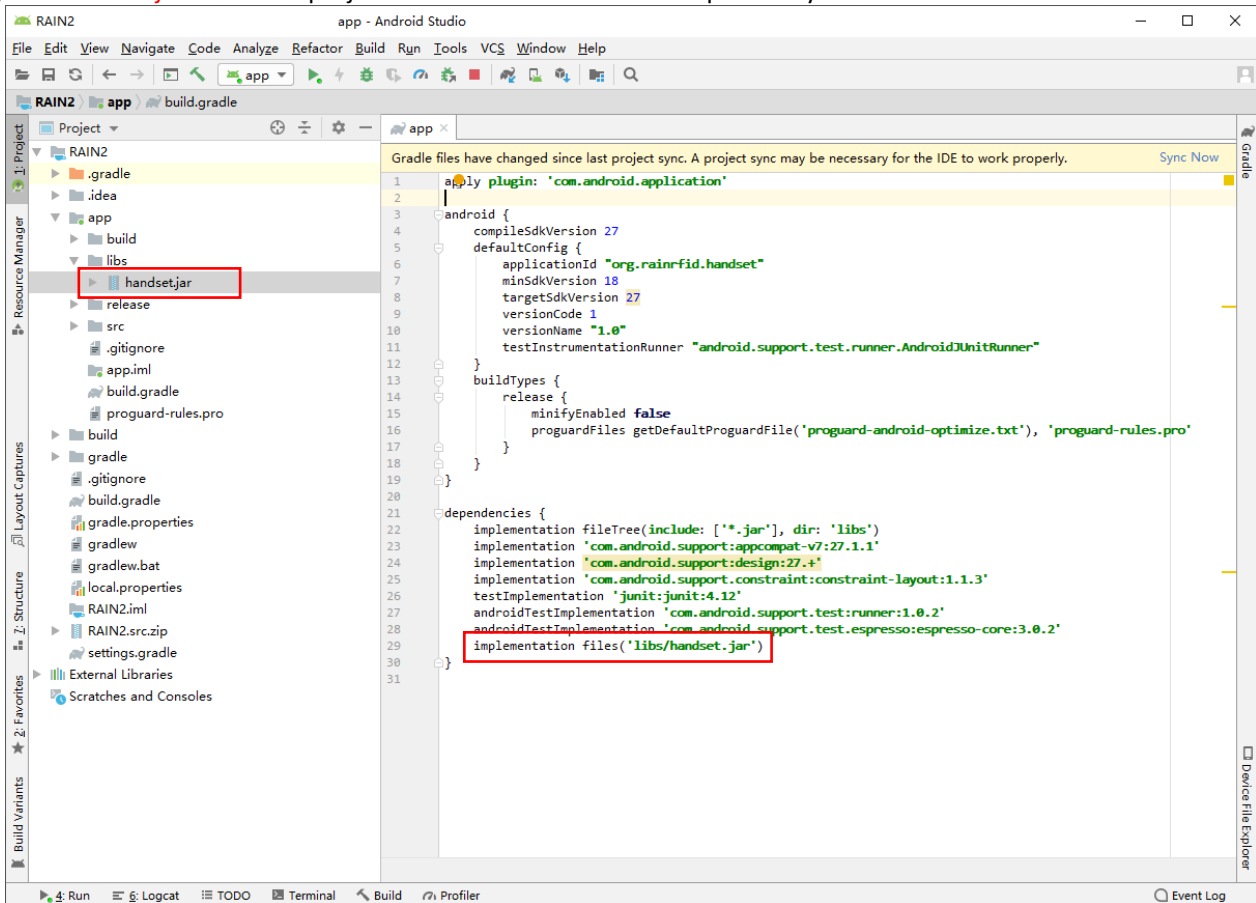 RAIN2
app - Android Studio
File Edit View Navigate Code Analyze Refactor Build Run Tools VCS Window Help
app
RAIN2 app build.gradle
Project
app
1: Project
Resource Manager
Layout Captures
7: Structure
2: Favorites
Build Variants
RAIN2
.gradle
.idea
app
build
libs
handset.jar
release
src
.gitignore
app.iml
build.gradle
proguard-rules.pro
build
gradle
.gitignore
build.gradle
gradle.properties
gradlew
gradlew.bat
local.properties
RAIN2.iml
RAIN2.src.zip
settings.gradle
External Libraries
Scratches and Consoles
Gradle files have changed since last project sync. A project sync may be necessary for the IDE to work properly. Sync Now
1 apply plugin: 'com.android.application'
2
3 android {
4 compileSdkVersion 27
5 defaultConfig {
6 applicationId "org.rainrfid.handset"
7 minSdkVersion 18
8 targetSdkVersion 27
9 versionCode 1
10 versionName "1.0"
11 testInstrumentationRunner "android.support.test.runner.AndroidJUnitRunner"
12 }
13 buildTypes {
14 release {
15 minifyEnabled false
16 proguardFiles getDefaultProguardFile('proguard-android-optimize.txt'), 'proguard-rules.pro'
17 }
18 }
19 }
20
21 dependencies {
22 implementation fileTree(include: ['*.jar'], dir: 'libs')
23 implementation 'com.android.support:appcompat-v7:27.1.1'
24 implementation 'com.android.support:design:27.+'
25 implementation 'com.android.support.constraint:constraint-layout:1.1.3'
26 testImplementation 'junit:junit:4.12'
27 androidTestImplementation 'com.android.support.test:runner:1.0.2'
28 androidTestImplementation 'com.android.support.test.espresso:espresso-core:3.0.2'
29 implementation files('libs/handset.jar')
30 }
31
Gradle
Device File Explorer
4: Run 6: Logcat TODO Terminal Build Profiler Event Log